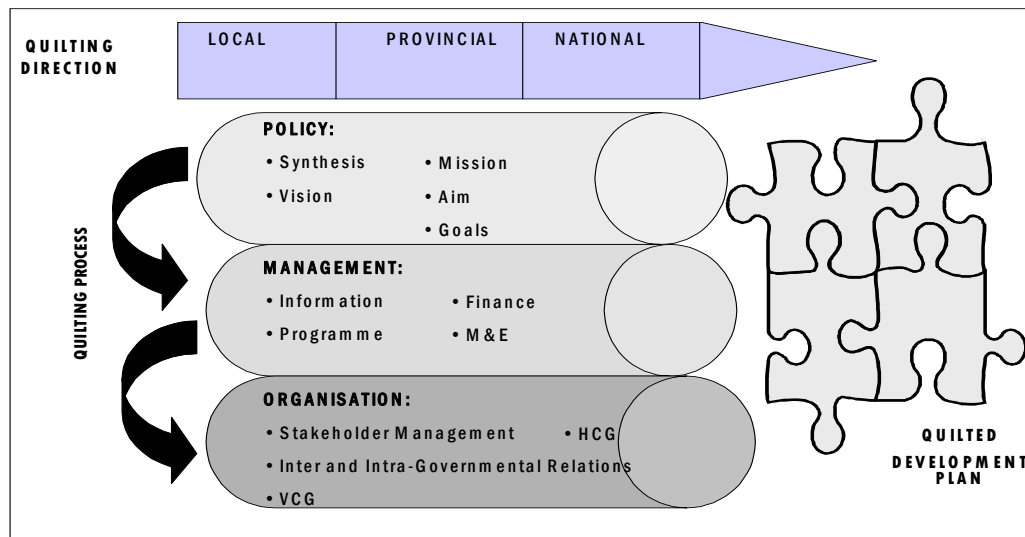 QUILTING
DIRECTION
LOCAL
PROVINCIAL
NATIONAL
QUILTING PROCESS
POLICY:
• Synthesis
• Mission
• Vision
• Aim
• Goals
MANAGEMENT:
• Information
• Finance
• Programme
• M&E
ORGANISATION:
• Stakeholder Management
• HCG
• Inter and Intra-Governmental Relations
• VCG
QUILTED
DEVELOPMENT
PLAN